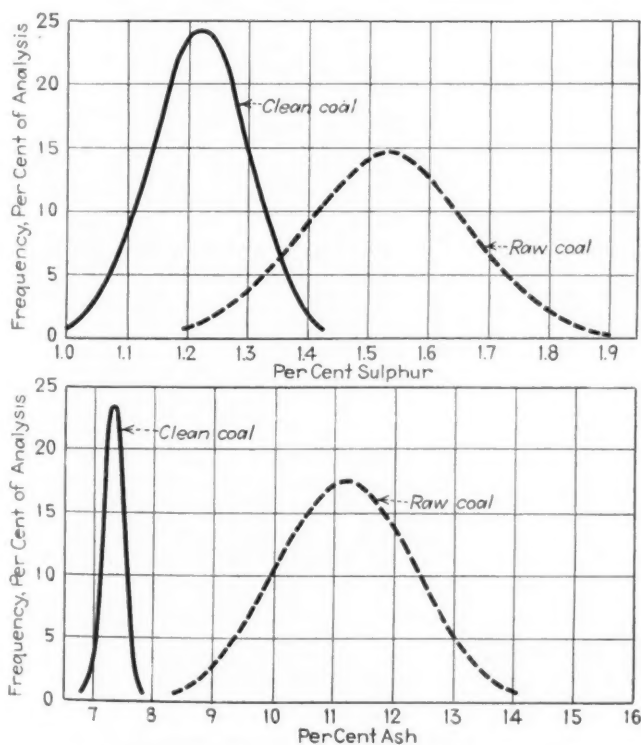 Frequency, Per Cent of Analysis
25
20
15
10
5
0
Clean coal
Raw coal
1.0 1.1 1.2 1.3 1.4 1.5 1.6 1.7 1.8 1.9
Per Cent Sulphur
Frequency, Per Cent of Analysis
25
20
15
10
5
0
Clean coal
Raw coal
7 8 9 10 11 12 13 14 15 16
Per Cent Ash